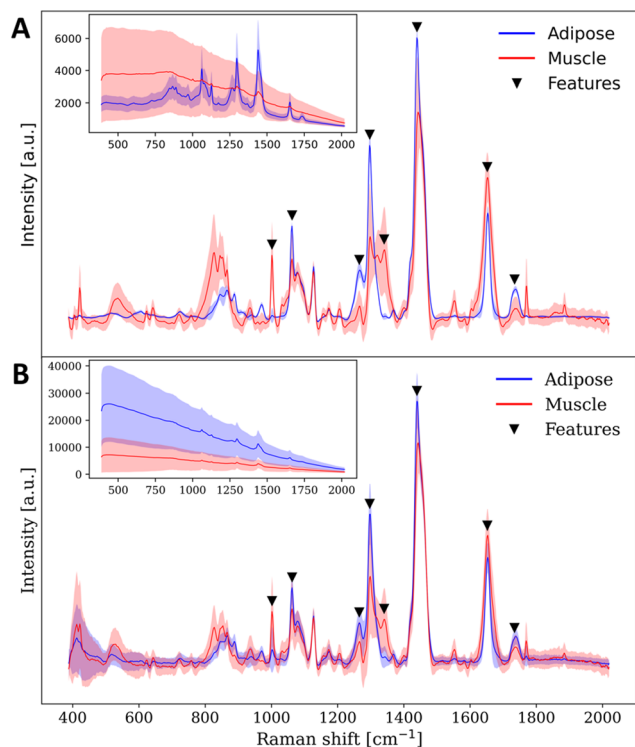 A
6000
4000
2000
500 750 1000 1250 1500 1750 2000
Adipose
Muscle
Features
Intensity [a.u.]
B
40000
30000
20000
10000
0
500 750 1000 1250 1500 1750 2000
Adipose
Muscle
Features
Intensity [a.u.]
400 600 800 1000 1200 1400 1600 1800 2000
Raman shift [cm⁻¹]